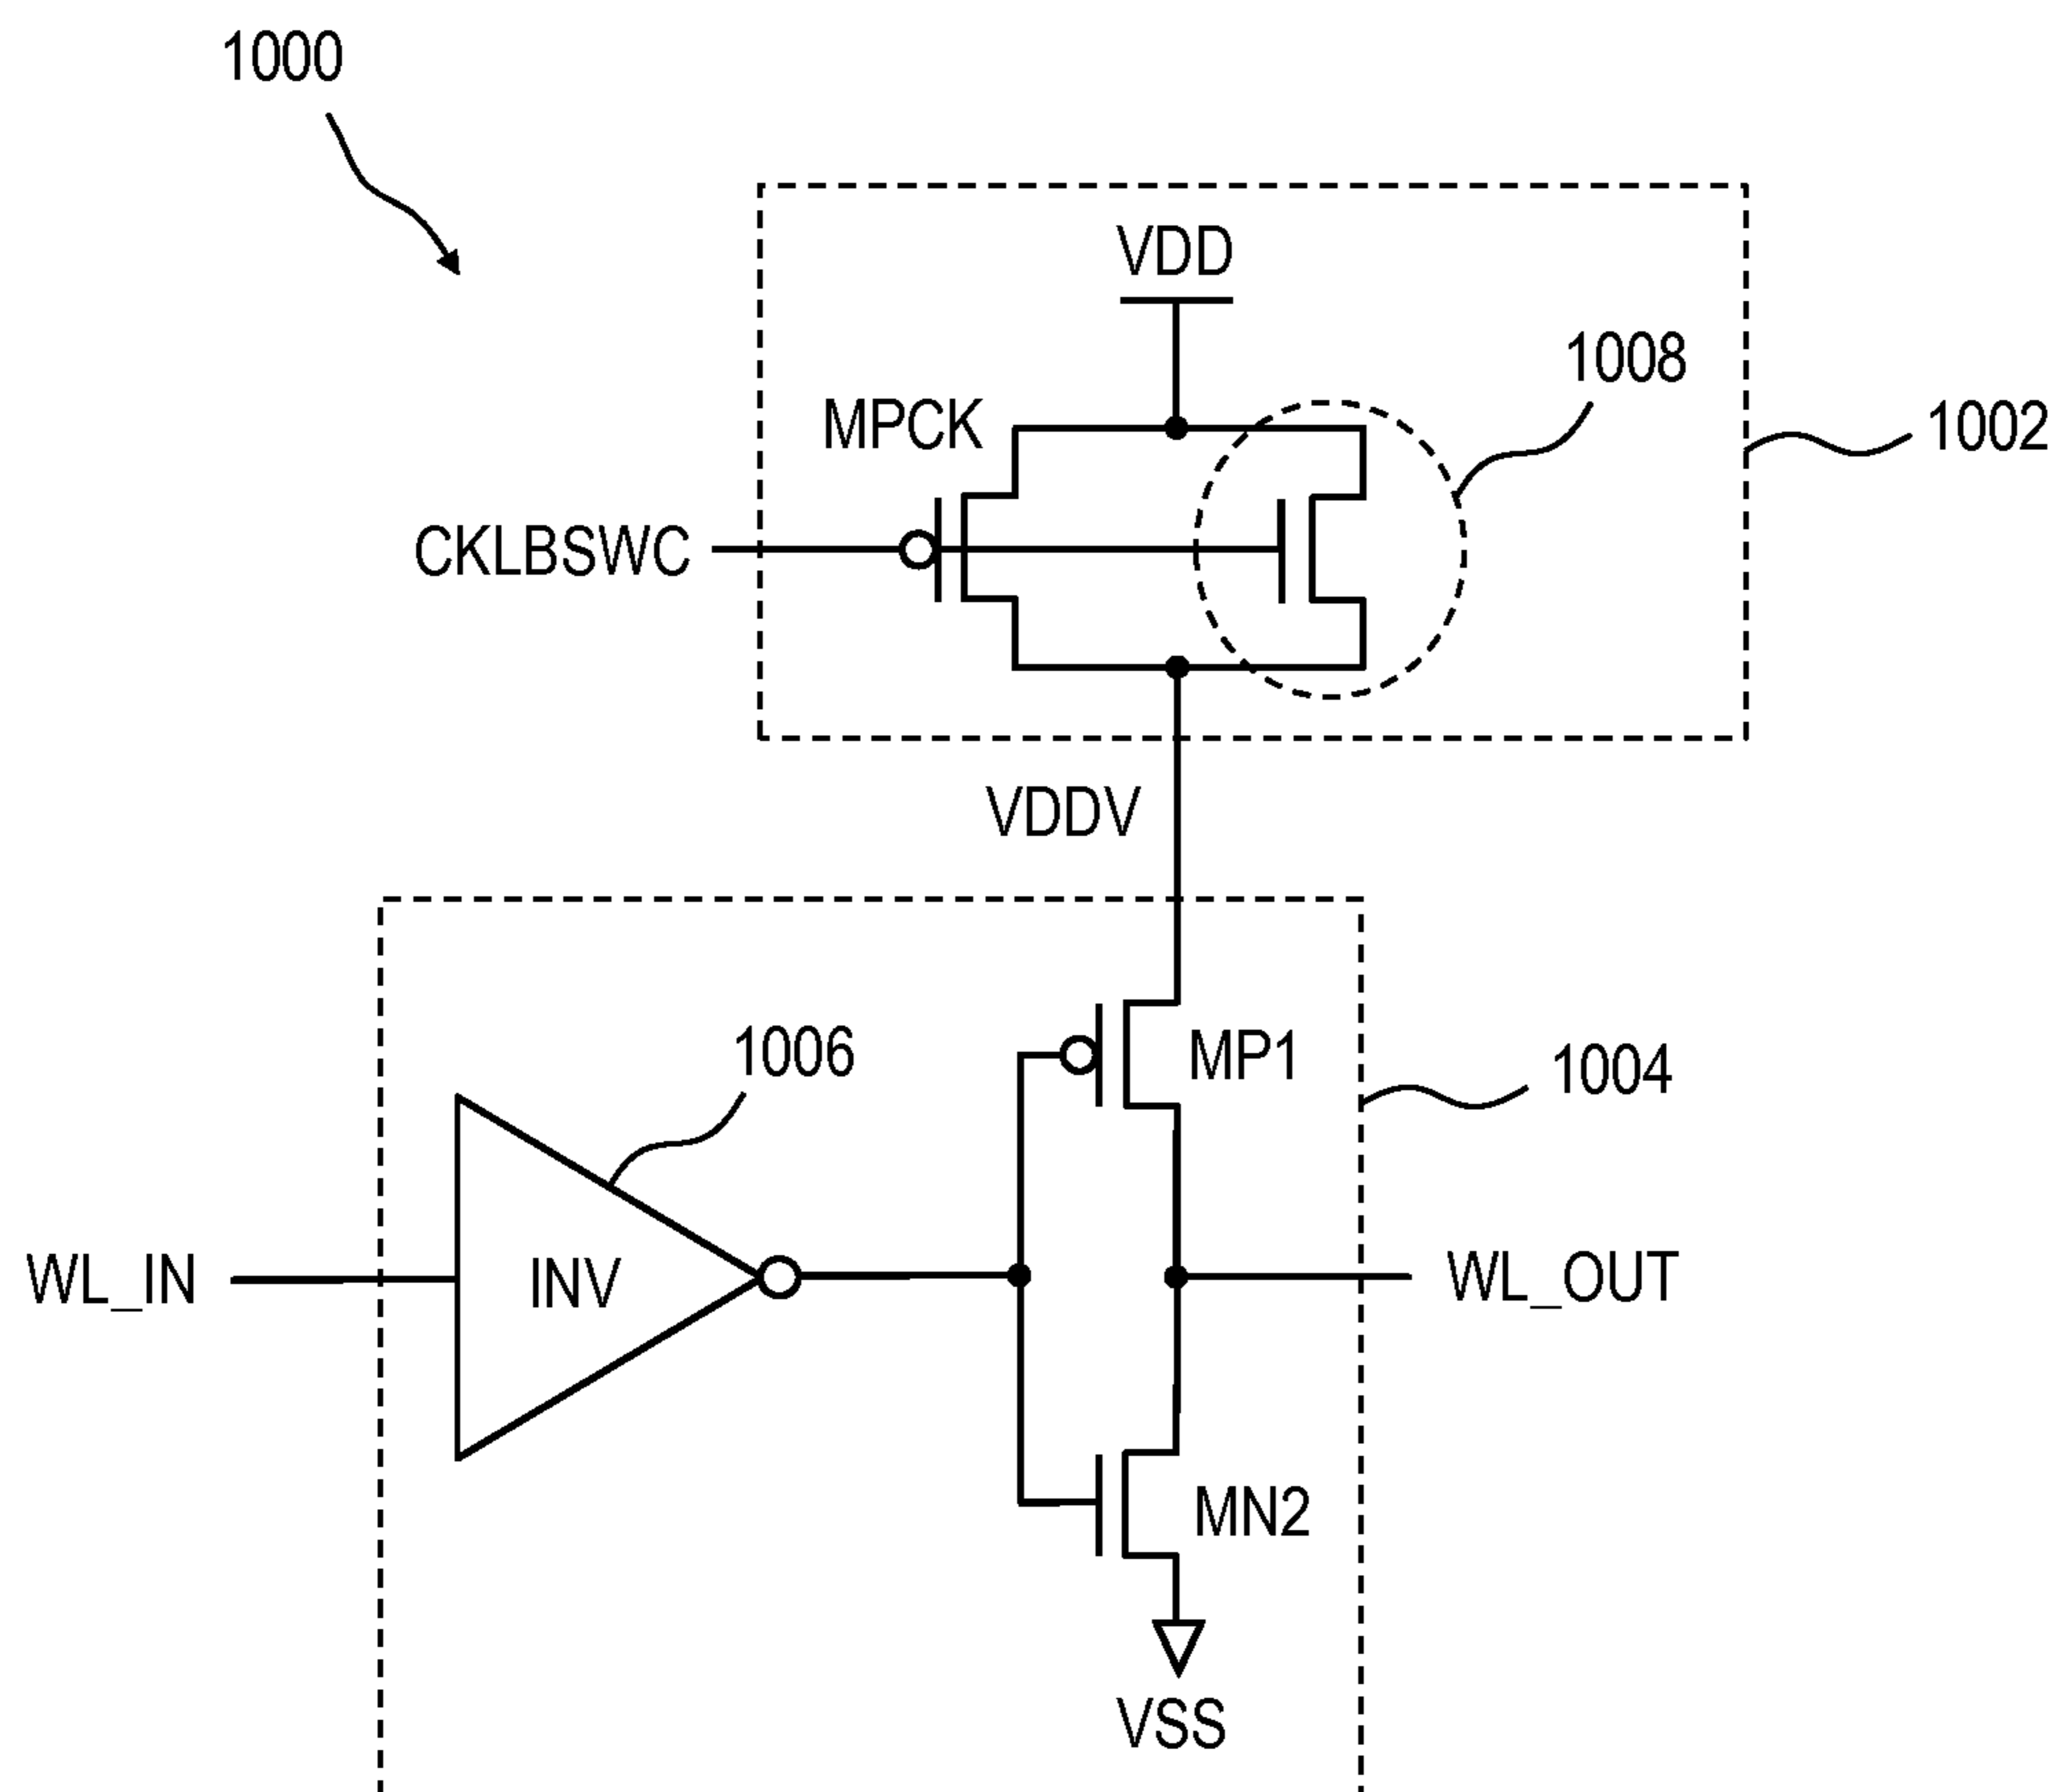 1000
VDD
1008
MPCK
1002
CKLBSWC
VDDV
1006
MP1
1004
WL_IN
INV
WL_OUT
MN2
VSS